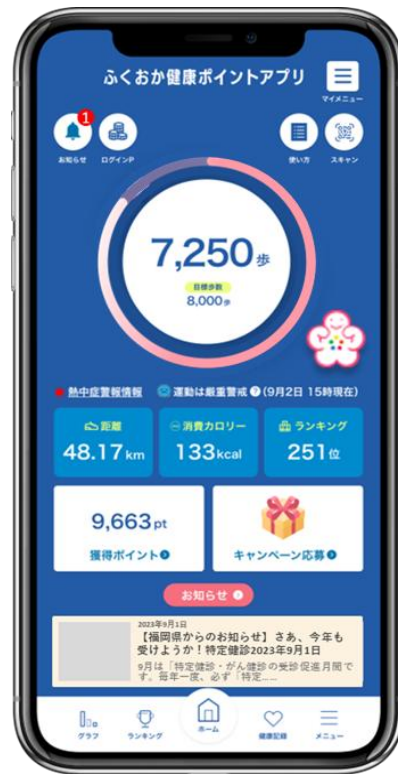 ふくおか健康ポイントアプリ
マイメニュー
1
お知らせ
ログインP
使い方
スキャン
7,250歩
目標歩数
8,000歩
熱中症警報情報
運動は厳重警戒 ? (9月2日 15時現在)
距離
消費カロリー
ランキング
48.17km
133kcal
251位
9,663pt
獲得ポイント
キャンペーン応募
お知らせ
2023年9月1日
【福岡県からのお知らせ】さあ、今年も
受けようか！特定健診2023年9月1日
9月は「特定健診・がん健診の受診促進月間で
す。毎年一度、必ず「特定......
グラフ
ランキング
ホーム
健康記録
メニュー